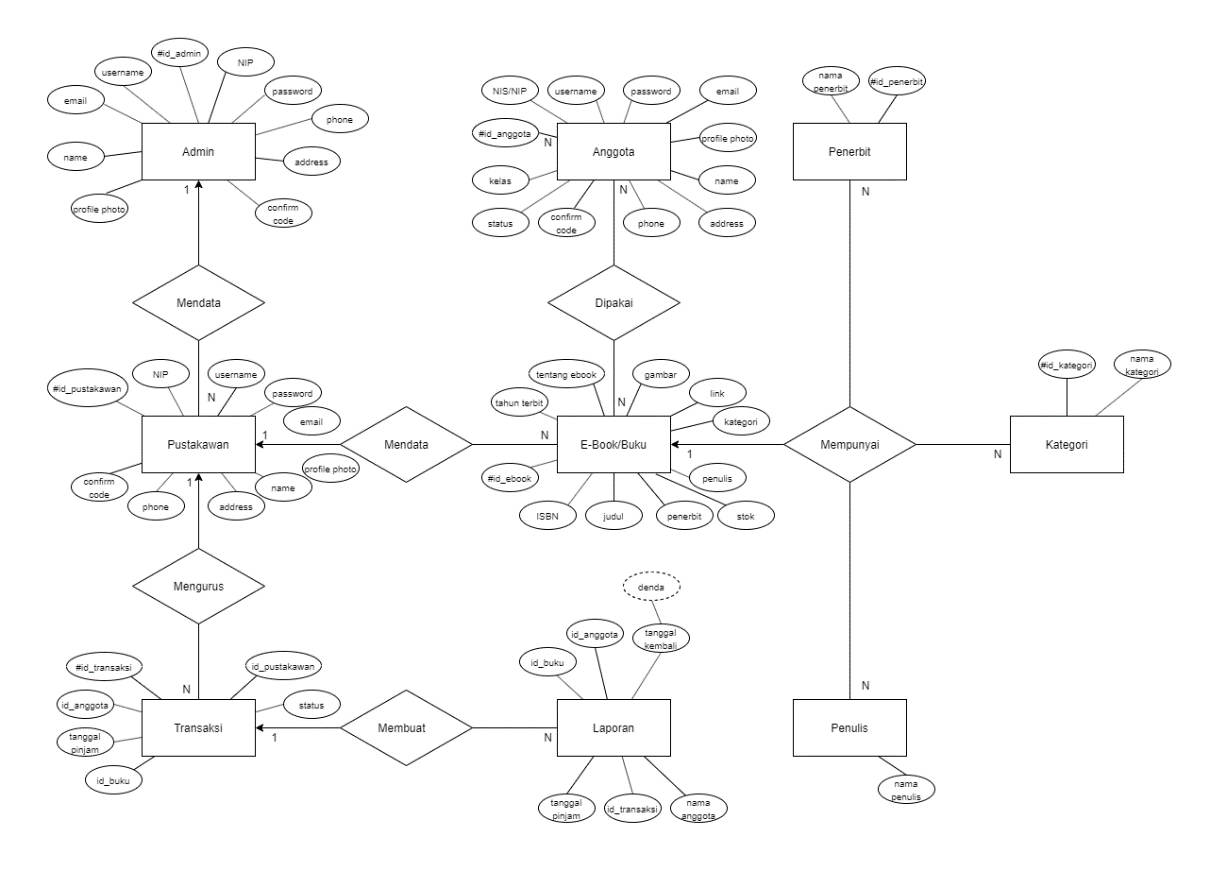 #id_admin
username
NIP
email
password
phone
Admin
name
address
1
profile photo
confirm
code
NIS/NIP
username
password
email
#id_anggota
N
Anggota
profile photo
kelas
N
name
status
confirm
code
phone
address
nama
penerbit
#id_penerbit
Penerbit
N
Mendata
Dipakai
#id_pustakawan
NIP
username
N
password
email
1
Pustakawan
profile photo
confirm
code
1
phone
address
name
Mendata
tentang ebook
gambar
tahun terbit
N
link
kategori
N
E-Book/Buku
1
#id_ebook
penulis
ISBN
judul
penerbit
stok
Mempunyai
#id_kategori
nama
kategori
N
Kategori
Mengurus
N
#id_transaksi
id_pustakawan
id_anggota
status
Transaksi
1
tanggal
pinjam
id_buku
Membuat
denda
id_anggota
tanggal
kembali
id_buku
N
Laporan
tanggal
pinjam
id_transaksi
nama
anggota
N
Penulis
nama
penulis